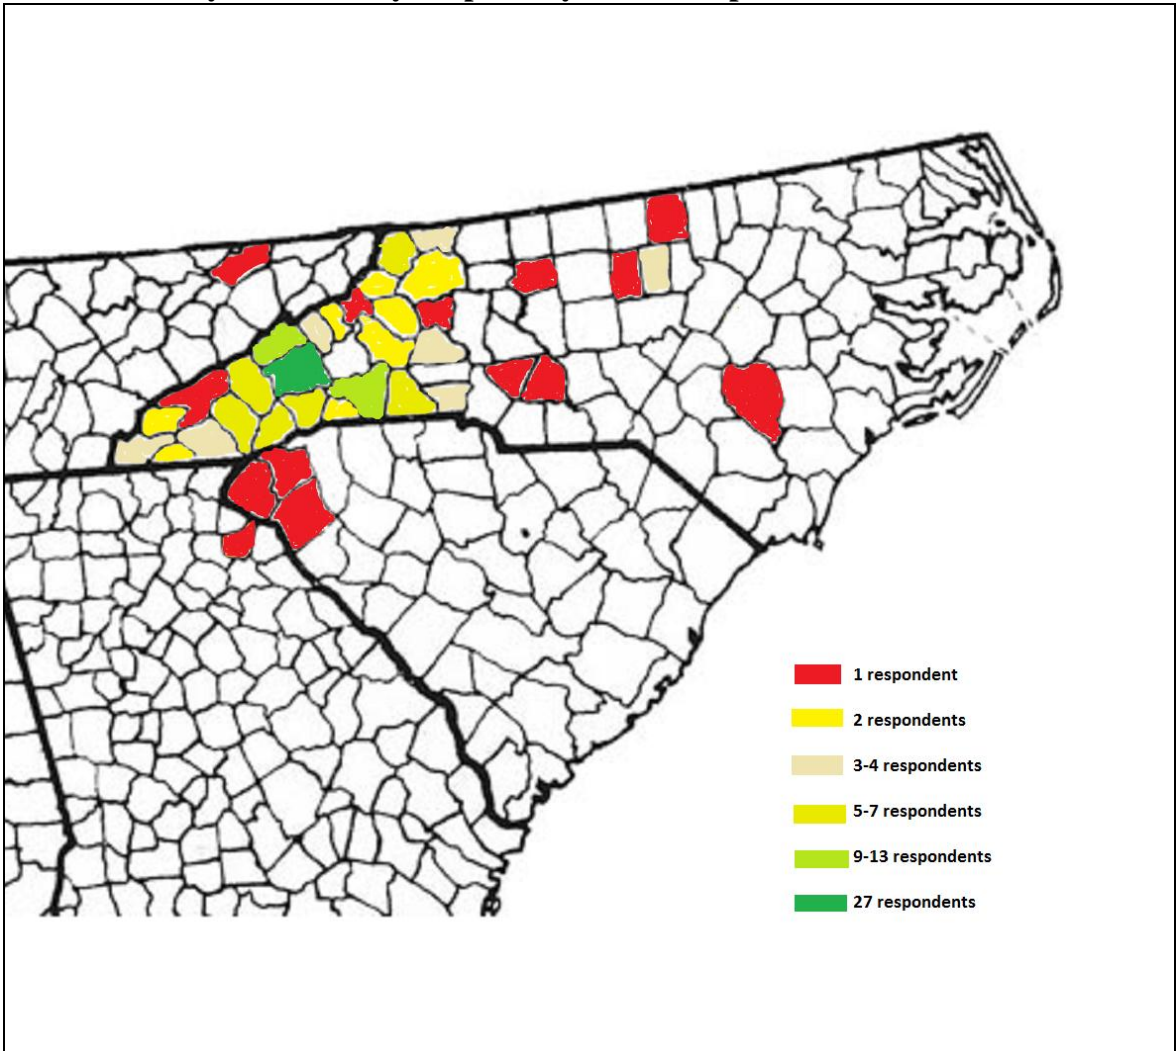 1 respondent
2 respondents
3-4 respondents
5-7 respondents
9-13 respondents
27 respondents